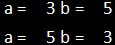 a =   3 b =   5
a =   5 b =   3